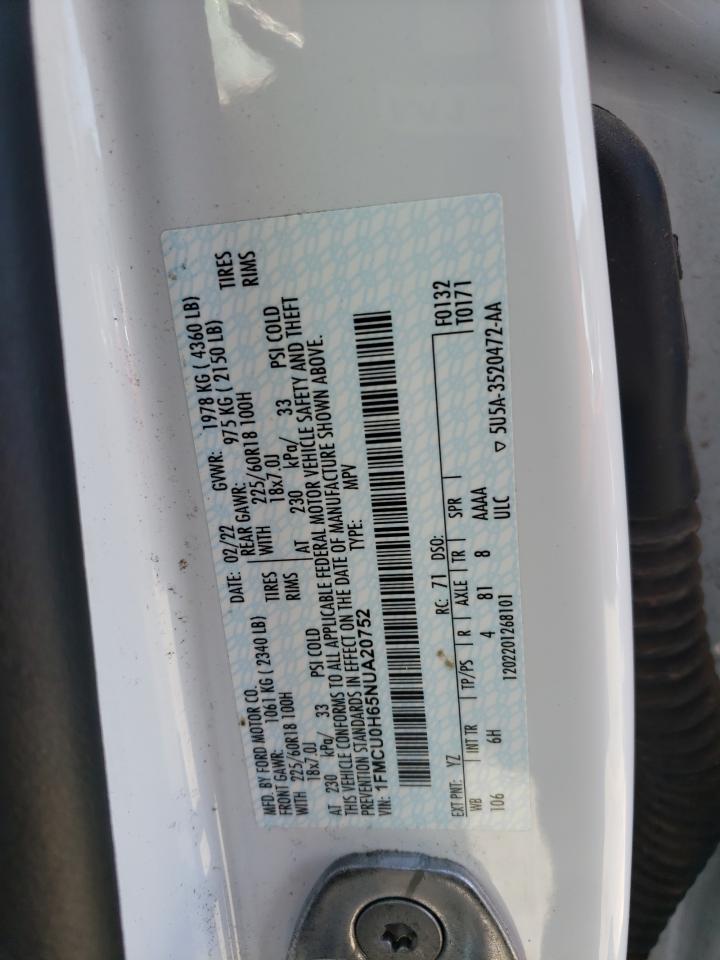 MFD. BY FORD MOTOR CO.
DATE: 02/22 GVWR: 1978 KG ( 4360 LB)
FRONT GAWR: 1061 KG ( 2340 LB) REAR GAWR: 975 KG ( 2150 LB)
WITH 225/60R18 100H TIRES WITH 225/60R18 100H TIRES
18x7.0J RIMS 18x7.0J RIMS
AT 230 kPa/ 33 PSI COLD AT 230 kPa/ 33 PSI COLD
THIS VEHICLE CONFORMS TO ALL APPLICABLE FEDERAL MOTOR VEHICLE SAFETY AND THEFT
PREVENTION STANDARDS IN EFFECT ON THE DATE OF MANUFACTURE SHOWN ABOVE.
VIN: 1FMCU0H65NUA20752 TYPE: MPV
EXT PNT: YZ RC: 71 DSO: F0132
WB INT TR TP/PS R AXLE TR SPR T0171
106 6H 4 81 8 AAAA
1202201268101 ULC ▽ 5U5A-3520472-AA